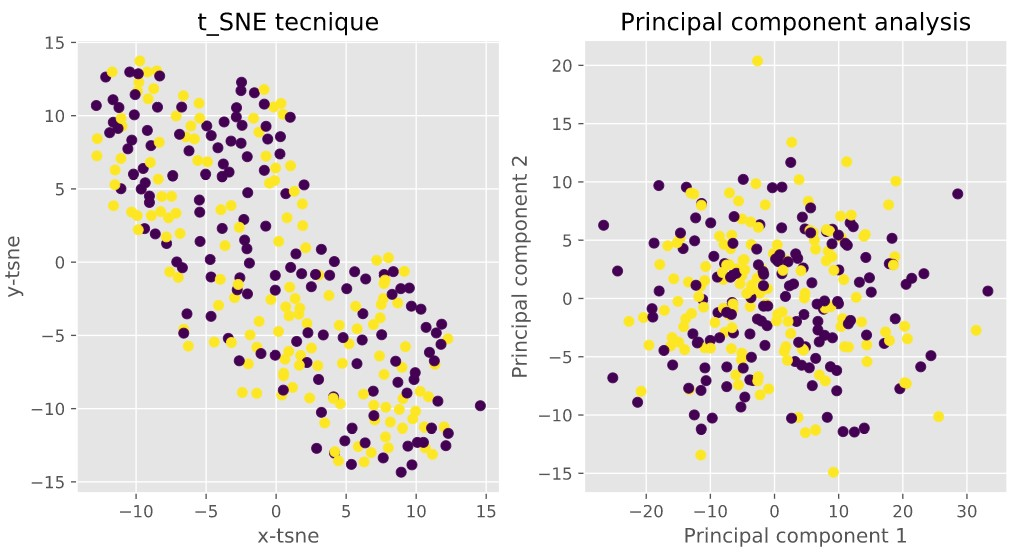 t_SNE tecnique
15
10
5
0
−5
−10
−15
y-tsne
−10 −5 0 5 10 15
x-tsne
Principal component analysis
20
15
10
5
0
−5
−10
−15
Principal component 2
−20 −10 0 10 20 30
Principal component 1